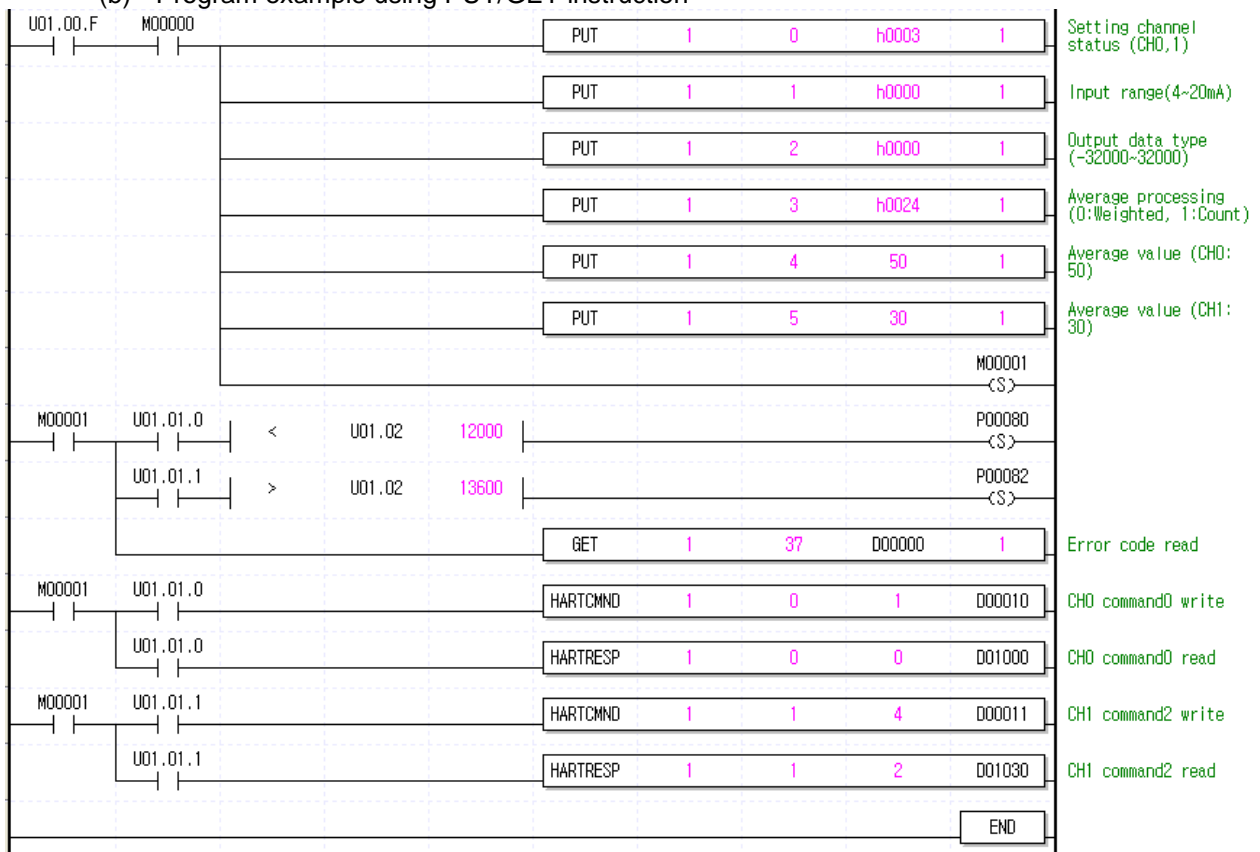 (b) Program example using PUT/GET instruction
U01.00.F M00000 PUT 1 0 h0003 1 Setting channel
status (CH0,1)
PUT 1 1 h0000 1 Input range(4~20mA)
PUT 1 2 h0000 1 Output data type
(-32000~32000)
PUT 1 3 h0024 1 Average processing
(0:Weighted, 1:Count)
PUT 1 4 50 1 Average value (CH0:
50)
PUT 1 5 30 1 Average value (CH1:
30)
M00001
(S)
M00001 U01.01.0 < U01.02 12000 P00080
(S)
U01.01.1 > U01.02 13600 P00082
(S)
GET 1 37 D00000 1 Error code read
M00001 U01.01.0 HARTCMND 1 0 1 D00010 CH0 command0 write
U01.01.0 HARTRESP 1 0 0 D01000 CH0 command0 read
M00001 U01.01.1 HARTCMND 1 1 4 D00011 CH1 command2 write
U01.01.1 HARTRESP 1 1 2 D01030 CH1 command2 read
END